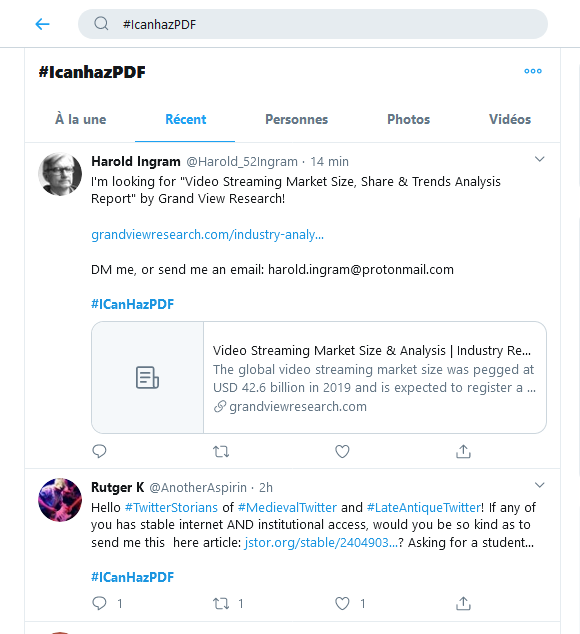 #IcanhazPDF
#IcanhazPDF
À la une Récent Personnes Photos Vidéos
Harold Ingram @Harold_52Ingram · 14 min
I'm looking for "Video Streaming Market Size, Share & Trends Analysis
Report" by Grand View Research!
grandviewresearch.com/industry-analy...
DM me, or send me an email: harold.ingram@protonmail.com
#ICanHazPDF
Video Streaming Market Size & Analysis | Industry Re...
The global video streaming market size was pegged at
USD 42.6 billion in 2019 and is expected to register a ...
grandviewresearch.com
Rutger K @AnotherAspirin · 2h
Hello #TwitterStorians of #MedievalTwitter and #LateAntiqueTwitter! If any of
you has stable internet AND institutional access, would you be so kind as to
send me this here article: jstor.org/stable/2404903...? Asking for a student...
#ICanHazPDF
1 1 1